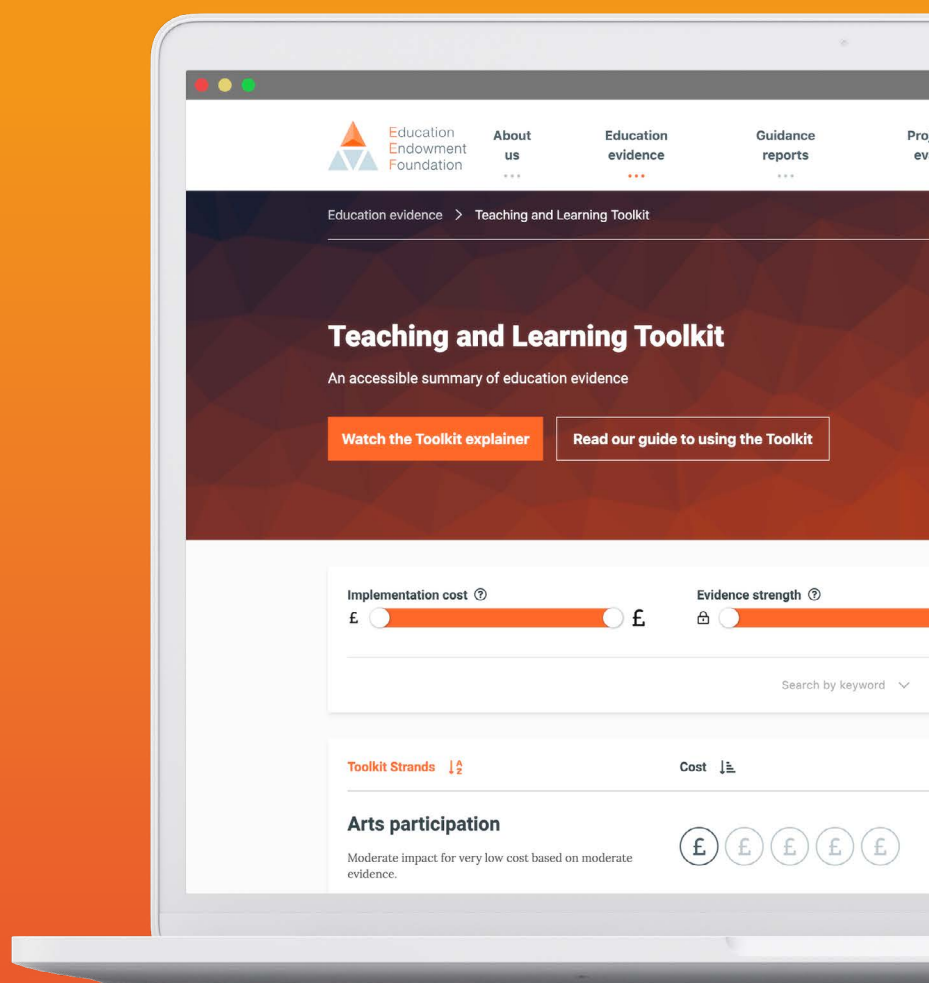 Education
Endowment
Foundation
About
us
Education
evidence
Guidance
reports
Education evidence > Teaching and Learning Toolkit
Teaching and Learning Toolkit
An accessible summary of education evidence
Watch the Toolkit explainer
Read our guide to using the Toolkit
Implementation cost
£ £
Evidence strength
Search by keyword
Toolkit Strands
Cost
Arts participation
Moderate impact for very low cost based on moderate
evidence.
£ £ £ £ £